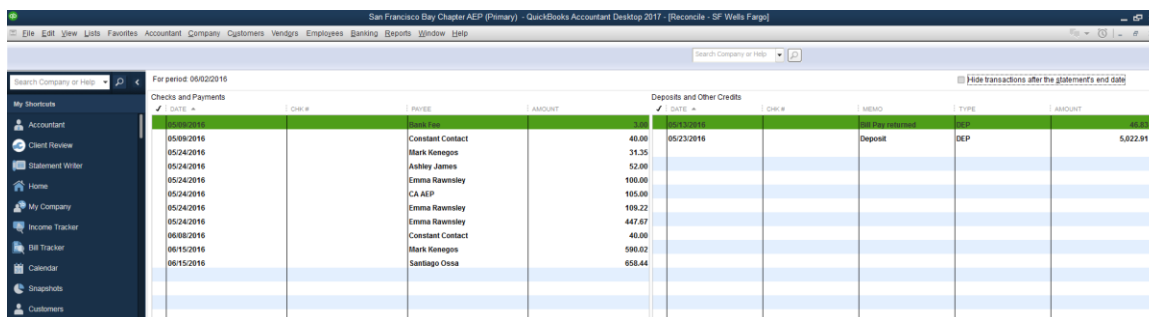 San Francisco Bay Chapter AEP (Primary) - QuickBooks Accountant Desktop 2017 - [Reconcile - SF Wells Fargo]
File Edit View Lists Favorites Accountant Company Customers Vendors Employees Banking Reports Window Help
Search Company or Help
Search Company or Help For period: 06/02/2016 Hide transactions after the statement's end date
My Shortcuts
Accountant
Client Review
Statement Writer
Home
My Company
Income Tracker
Bill Tracker
Calendar
Snapshots
Customers
Checks and Payments
✓ DATE CHK # PAYEE AMOUNT
05/09/2016 Bank Fee 3.00
05/09/2016 Constant Contact 40.00
05/24/2016 Mark Kenegos 31.35
05/24/2016 Ashley James 52.00
05/24/2016 Emma Rawnsley 100.00
05/24/2016 CA AEP 105.00
05/24/2016 Emma Rawnsley 109.22
05/24/2016 Emma Rawnsley 447.67
06/08/2016 Constant Contact 40.00
06/15/2016 Mark Kenegos 590.02
06/15/2016 Santiago Ossa 658.44
Deposits and Other Credits
✓ DATE CHK # MEMO TYPE AMOUNT
05/13/2016 Bill Pay returned DEP 46.83
05/23/2016 Deposit DEP 5,022.91